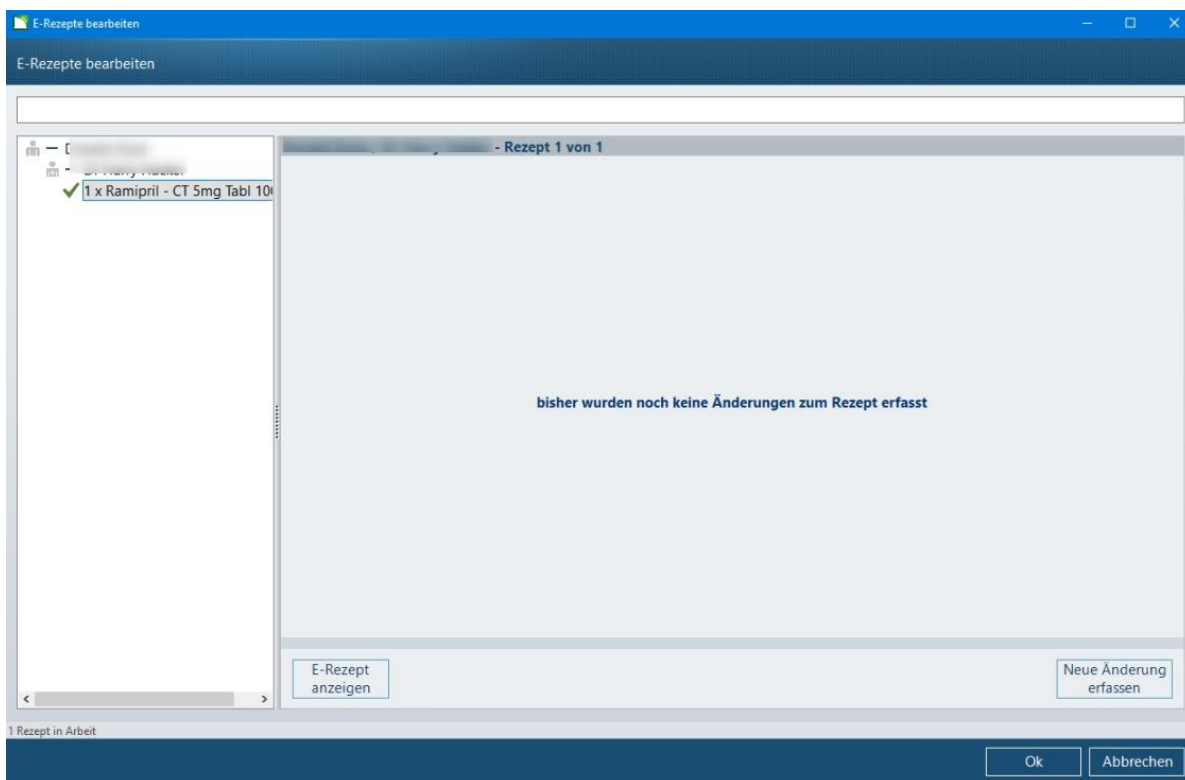 E-Rezepte bearbeiten
E-Rezepte bearbeiten
- Rezept 1 von 1
1 x Ramipril - CT 5mg Tabl 10
bisher wurden noch keine Änderungen zum Rezept erfasst
E-Rezept
anzeigen
Neue Änderung
erfassen
1 Rezept in Arbeit
Ok
Abbrechen